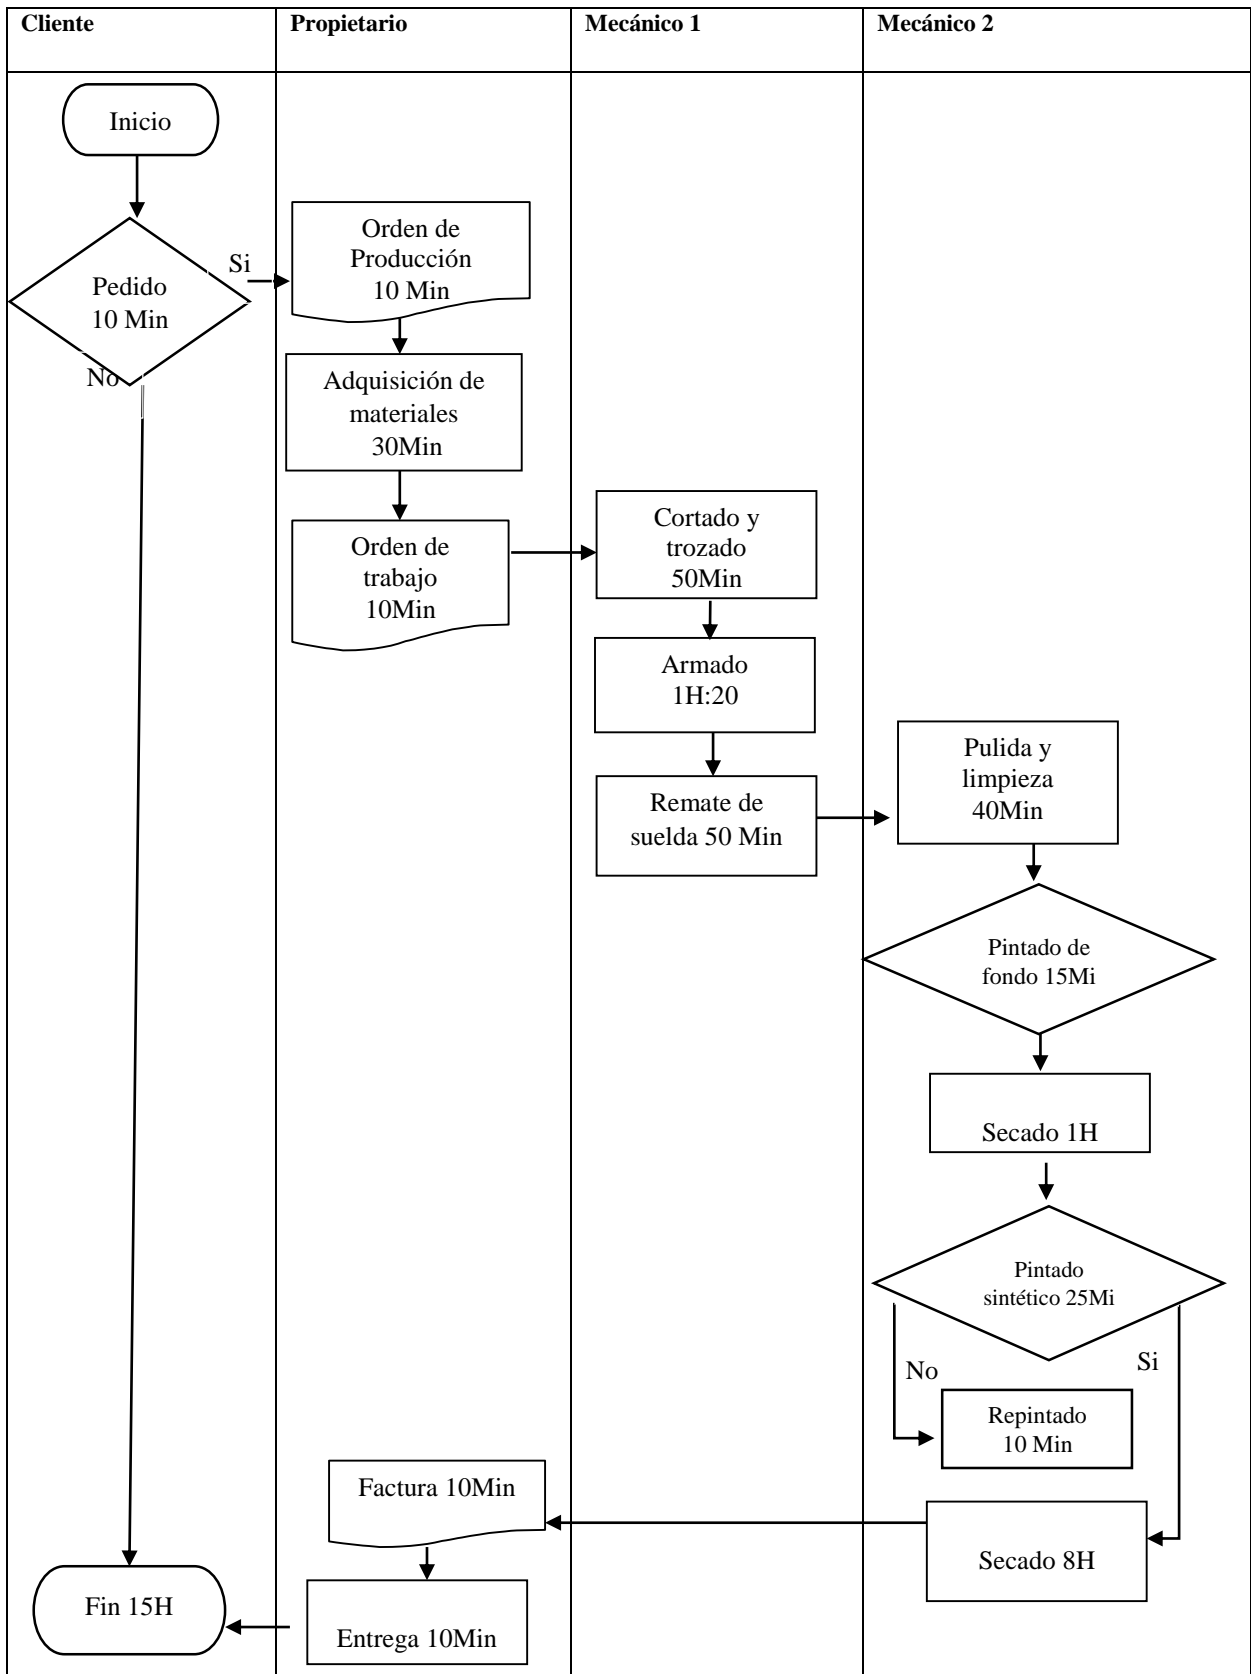 Cliente
Propietario
Mecánico 1
Mecánico 2
Inicio
Pedido
10 Min
Si
No
Orden de
Producción
10 Min
Adquisición de
materiales
30Min
Orden de
trabajo
10Min
Cortado y
trozado
50Min
Armado
1H:20
Remate de
suelda 50 Min
Pulida y
limpieza
40Min
Pintado de
fondo 15Mi
Secado 1H
Pintado
sintético 25Mi
No
Si
Repintado
10 Min
Secado 8H
Factura 10Min
Entrega 10Min
Fin 15H